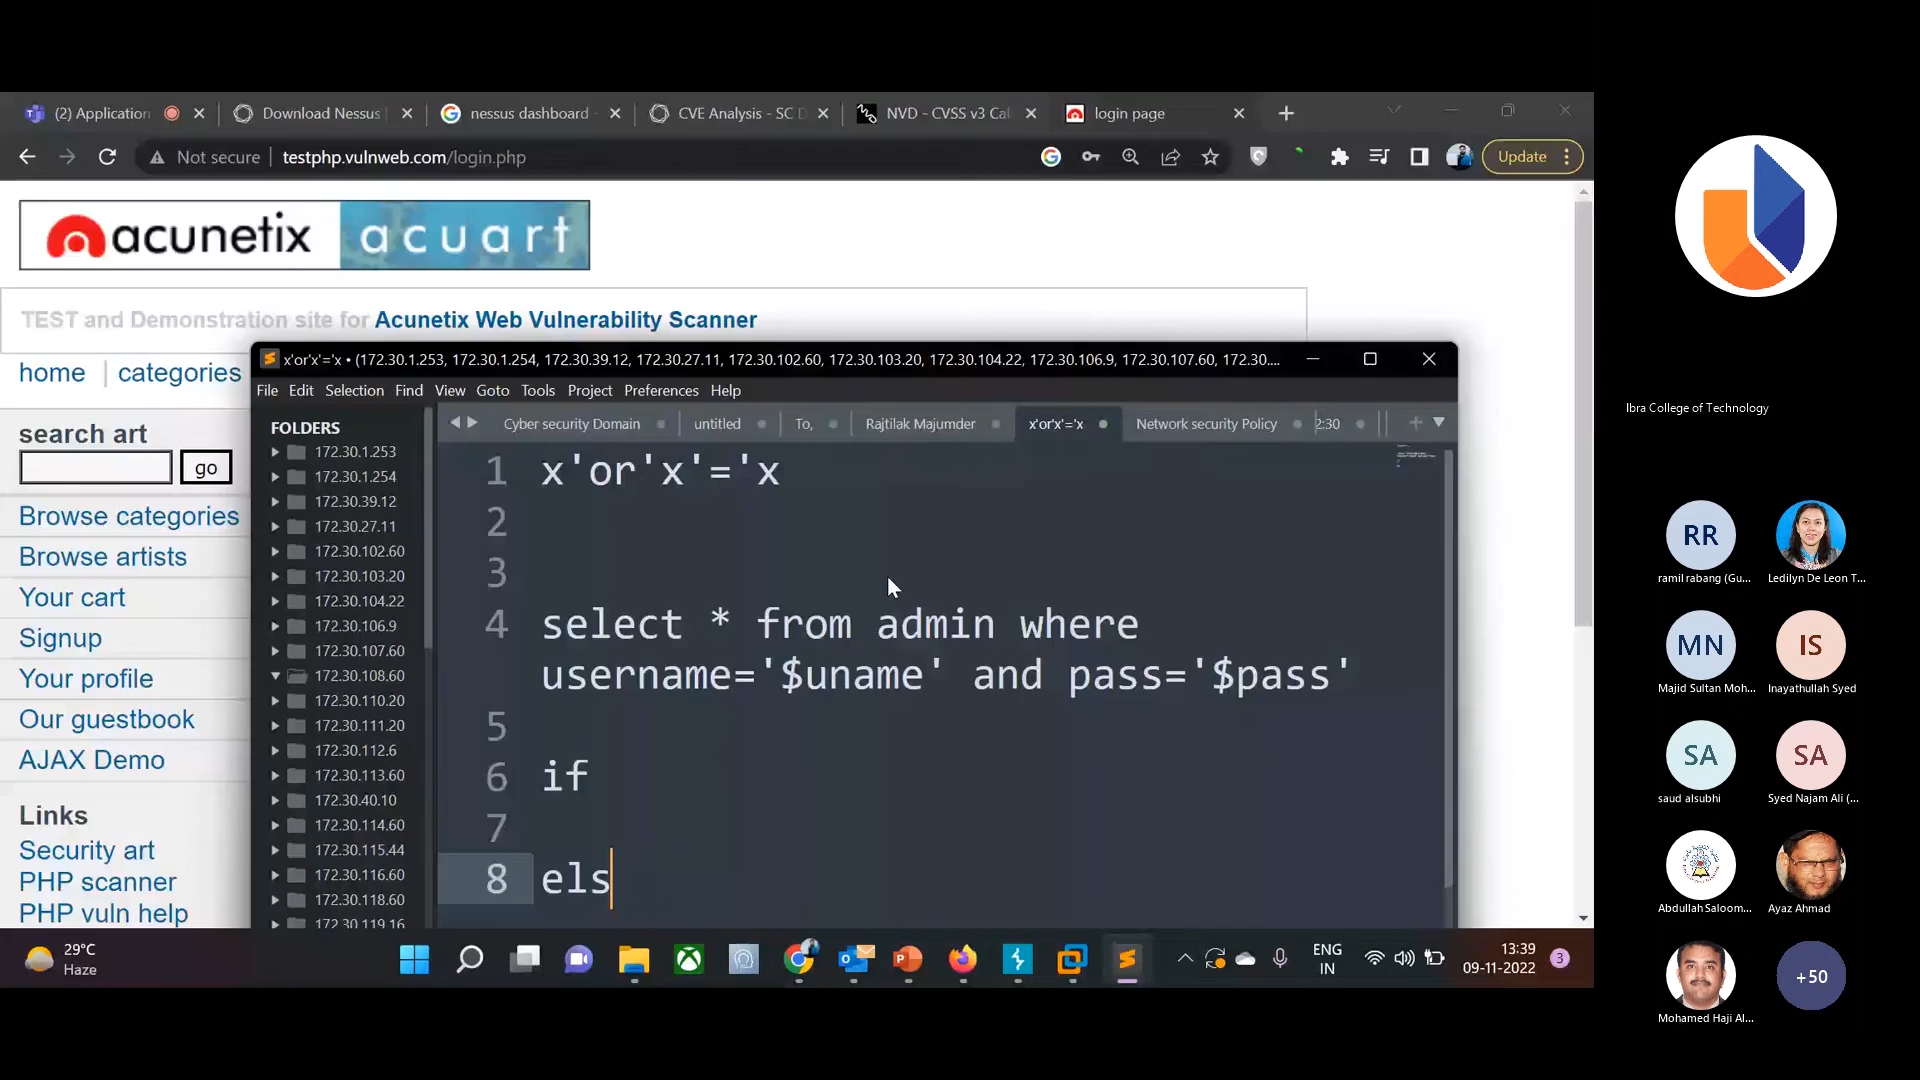 (2) Application
Download Nessus
nessus dashboard -
CVE Analysis - SC D
NVD - CVSS v3 Cal
login page
Not secure
testphp.vulnweb.com/login.php
Update
acunetix
acuart
TEST and Demonstration site for Acunetix Web Vulnerability Scanner
home
categories
search art
go
Browse categories
Browse artists
Your cart
Signup
Your profile
Our guestbook
AJAX Demo
Links
Security art
PHP scanner
PHP vuln help
x'or'x'='x • (172.30.1.253, 172.30.1.254, 172.30.39.12, 172.30.27.11, 172.30.102.60, 172.30.103.20, 172.30.104.22, 172.30.106.9, 172.30.107.60, 172.30....
File Edit Selection Find View Goto Tools Project Preferences Help
FOLDERS
172.30.1.253
172.30.1.254
172.30.39.12
172.30.27.11
172.30.102.60
172.30.103.20
172.30.104.22
172.30.106.9
172.30.107.60
172.30.108.60
172.30.110.20
172.30.111.20
172.30.112.6
172.30.113.60
172.30.40.10
172.30.114.60
172.30.115.44
172.30.116.60
172.30.118.60
172.30.119.16
Cyber security Domain
untitled
To,
Rajtilak Majumder
x'or'x'='x
Network security Policy
2:30
1 x'or'x'='x
2
3
4 select * from admin where
username='$uname' and pass='$pass'
5
6 if
7
8 els
29°C
Haze
ENG
IN
13:39
09-11-2022
3
Ibra College of Technology
RR
ramil rabang (Gu...
Ledilyn De Leon T...
MN
Majid Sultan Moh...
IS
Inayathullah Syed
SA
saud alsubhi
SA
Syed Najam Ali (...
Abdullah Saloom...
Ayaz Ahmad
Mohamed Haji Al...
+50